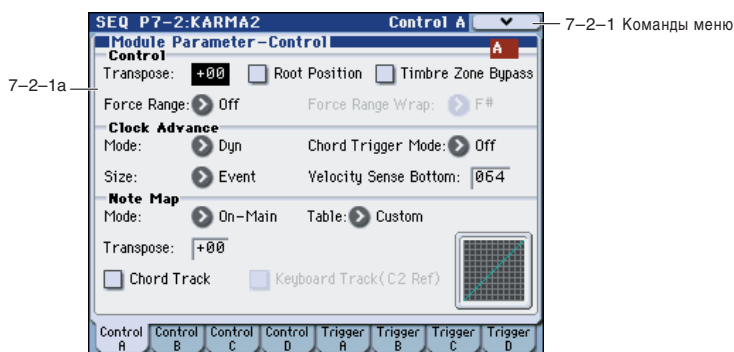 SEQ P7-2:KARMA2 Control A
7-2-1 Команды меню
Module Parameter-Control
A
Control
Transpose: +00 Root Position Timbre Zone Bypass
7-2-1a
Force Range: Off Force Range Wrap: F#
Clock Advance
Mode: Dyn Chord Trigger Mode: Off
Size: Event Velocity Sense Bottom: 064
Note Map
Mode: On-Main Table: Custom
Transpose: +00
Chord Track Keyboard Track(C2 Ref)
Control A Control B Control C Control D Trigger A Trigger B Trigger C Trigger D